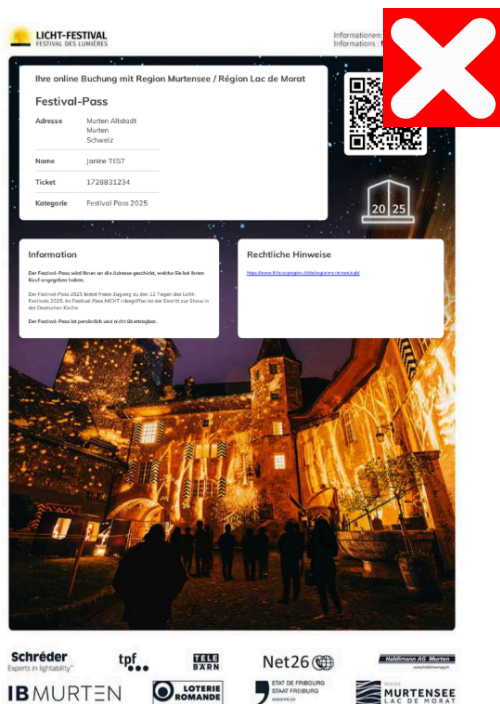 LICHT-FESTIVAL
FESTIVAL DES LUMIÈRES
Informationen:
Informations :
Ihre online Buchung mit Region Murtensee / Région Lac de Morat
Festival-Pass
Adresse Murten Altstadt
Murten
Schweiz
Name Janine TEST
Ticket 1728831234
Kategorie Festival Pass 2025
20 25
Information
Der Festival-Pass wird Ihnen an die Adresse geschickt, welche Sie bei Ihrem
Kauf angegeben haben.
Der Festival-Pass 2025 bietet freien Zugang zu den 12 Tagen des Licht-
Festivals 2025. Im Festival-Pass NICHT inbegriffen ist der Eintritt zur Show in
der Deutschen Kirche.
Der Festival-Pass ist persönlich und nicht übertragbar.
Rechtliche Hinweise
Schréder
Experts in lightability™
tpf
TELE
BÄRN
Net26
Haldimann AG Murten
IB MURTEN
LOTERIE
ROMANDE
ETAT DE FRIBOURG
STAAT FREIBURG
REGION
MURTENSEE
LAC DE MORAT